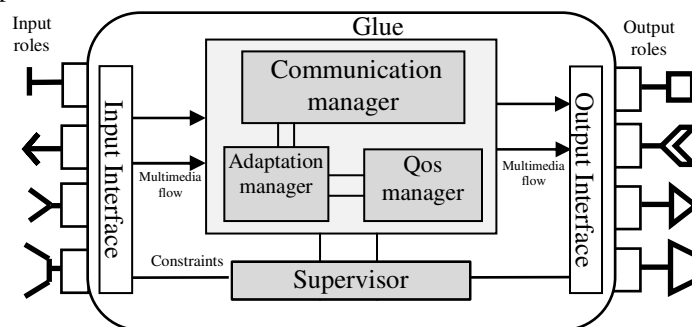 Input
roles
Glue
Output
roles
Communication
manager
Input Interface
Output Interface
Adaptation
manager
Qos
manager
Multimedia
flow
Multimedia
flow
Constraints
Supervisor